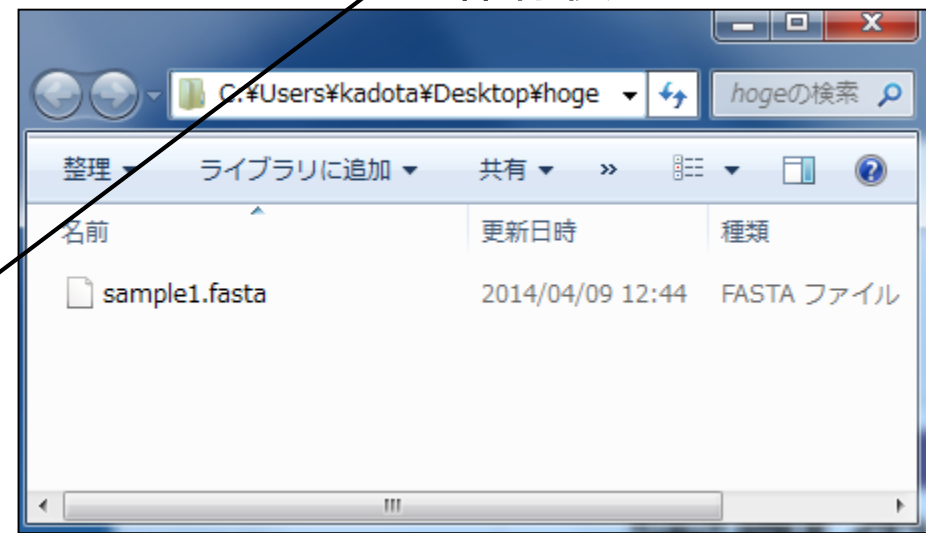 C:¥Users¥kadota¥Desktop¥hoge
hogeの検索
整理 ライブラリに追加 共有 »
名前 更新日時 種類
sample1.fasta 2014/04/09 12:44 FASTA ファイル